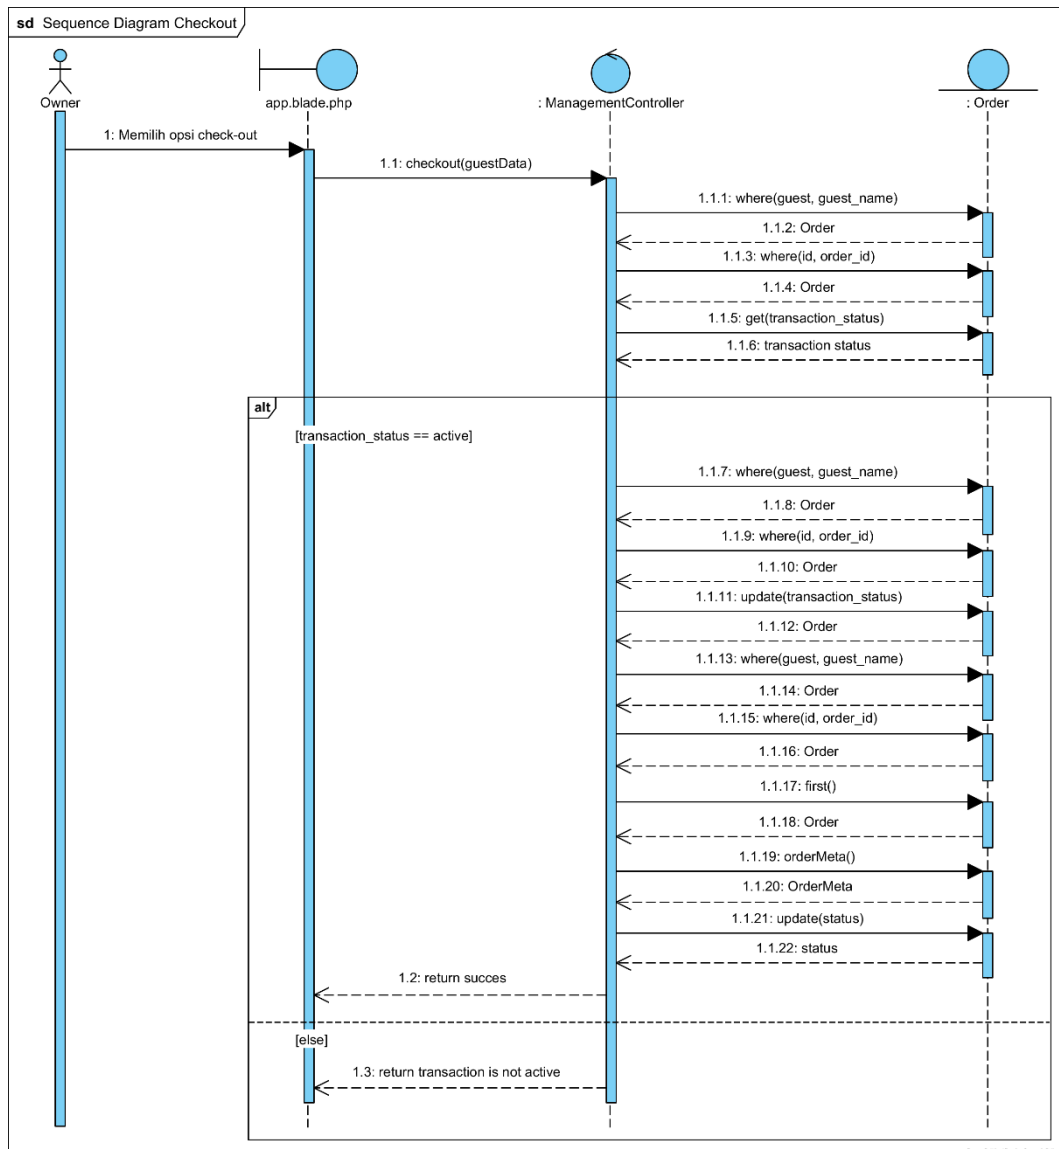 sd Sequence Diagram Checkout
Owner
app.blade.php
: ManagementController
: Order
1: Memilih opsi check-out
1.1: checkout(guestData)
1.1.1: where(guest, guest_name)
1.1.2: Order
1.1.3: where(id, order_id)
1.1.4: Order
1.1.5: get(transaction_status)
1.1.6: transaction status
alt
[transaction_status == active]
1.1.7: where(guest, guest_name)
1.1.8: Order
1.1.9: where(id, order_id)
1.1.10: Order
1.1.11: update(transaction_status)
1.1.12: Order
1.1.13: where(guest, guest_name)
1.1.14: Order
1.1.15: where(id, order_id)
1.1.16: Order
1.1.17: first()
1.1.18: Order
1.1.19: orderMeta()
1.1.20: OrderMeta
1.1.21: update(status)
1.1.22: status
1.2: return succes
[else]
1.3: return transaction is not active